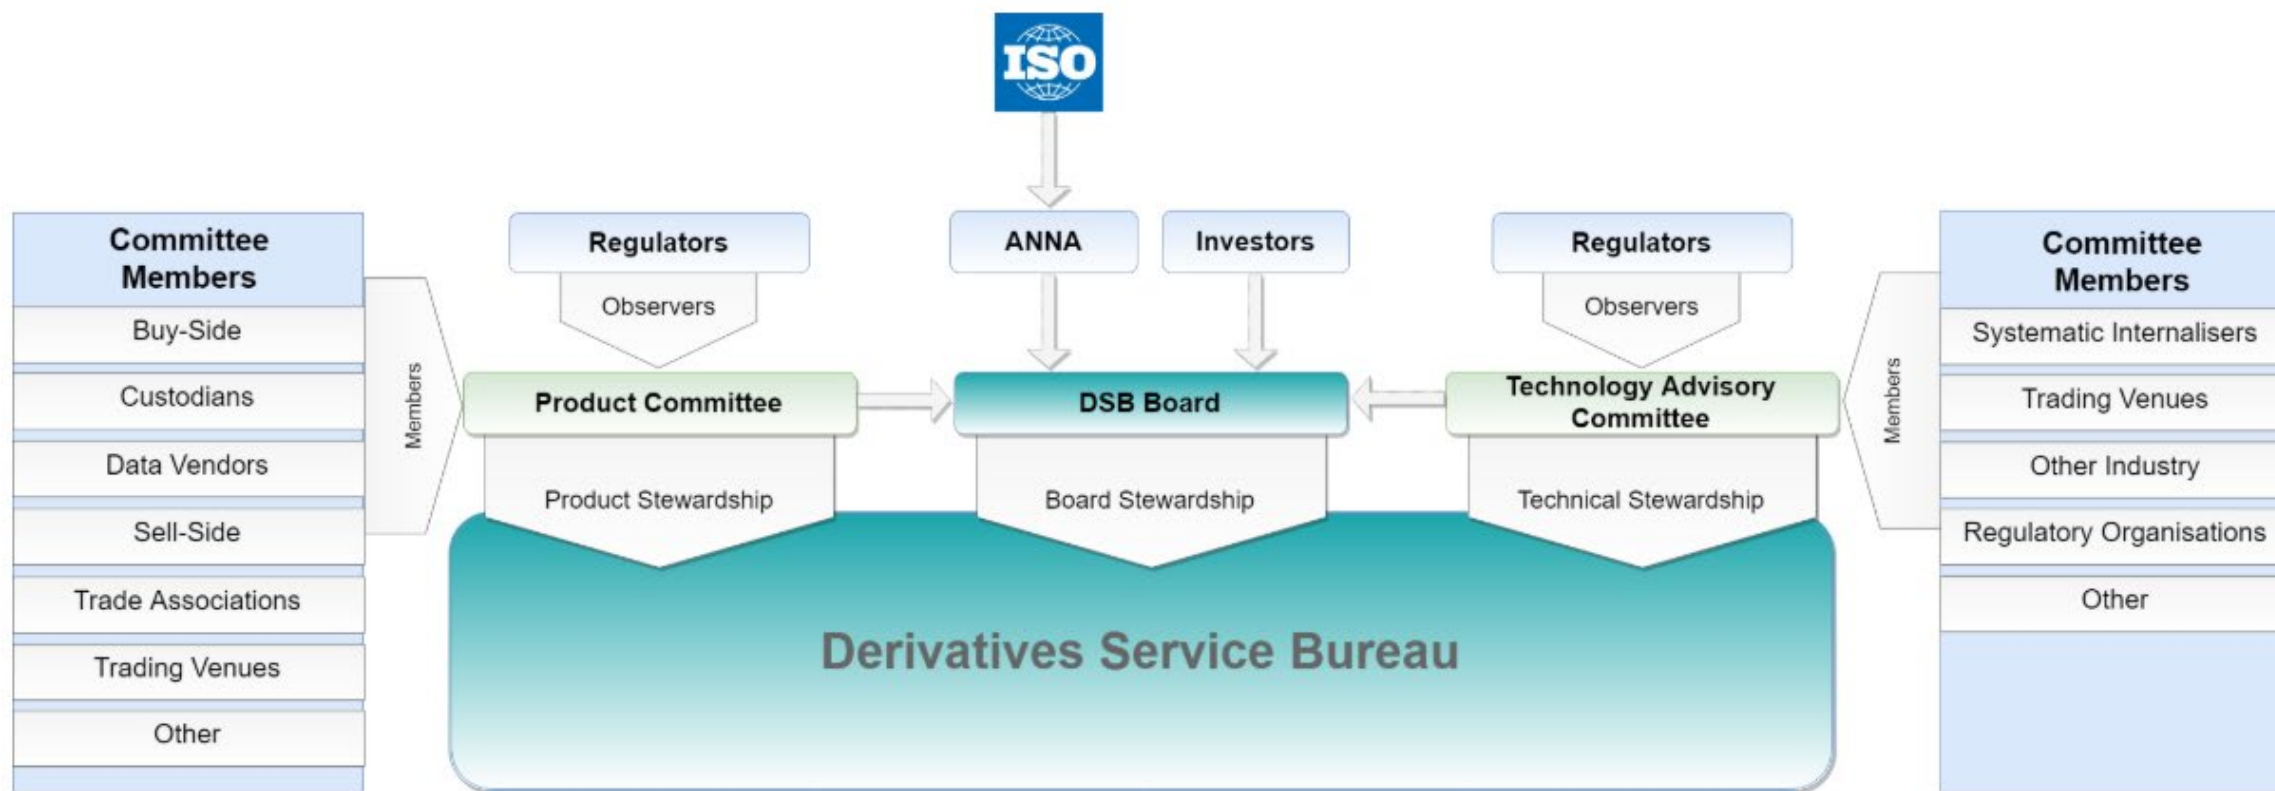 ISO
Committee
Members
Buy-Side
Custodians
Data Vendors
Sell-Side
Trade Associations
Trading Venues
Other
Members
Regulators
Observers
Product Committee
Product Stewardship
ANNA
Investors
DSB Board
Board Stewardship
Regulators
Observers
Technology Advisory
Committee
Technical Stewardship
Derivatives Service Bureau
Members
Committee
Members
Systematic Internalisers
Trading Venues
Other Industry
Regulatory Organisations
Other